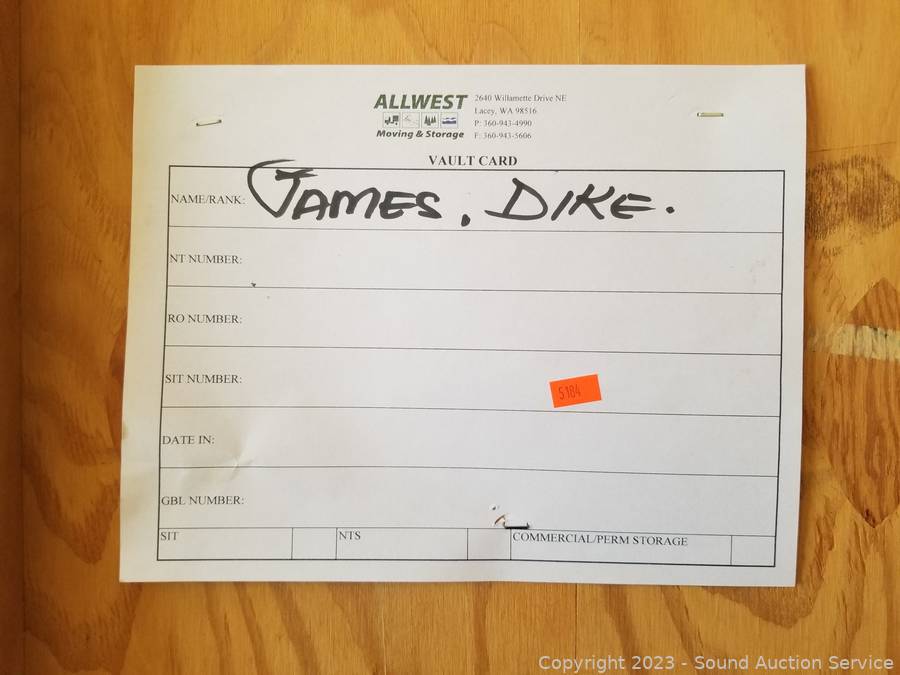 ALLWEST
Moving & Storage
2640 Willamette Drive NE
Lacey, WA 98516
P: 360-943-4990
F: 360-943-5606
VAULT CARD
NAME/RANK: JAMES. DIKE.
NT NUMBER:
RO NUMBER:
SIT NUMBER:
5184
DATE IN:
GBL NUMBER:
SIT NTS COMMERCIAL/PERM STORAGE
Copyright 2023 - Sound Auction Service